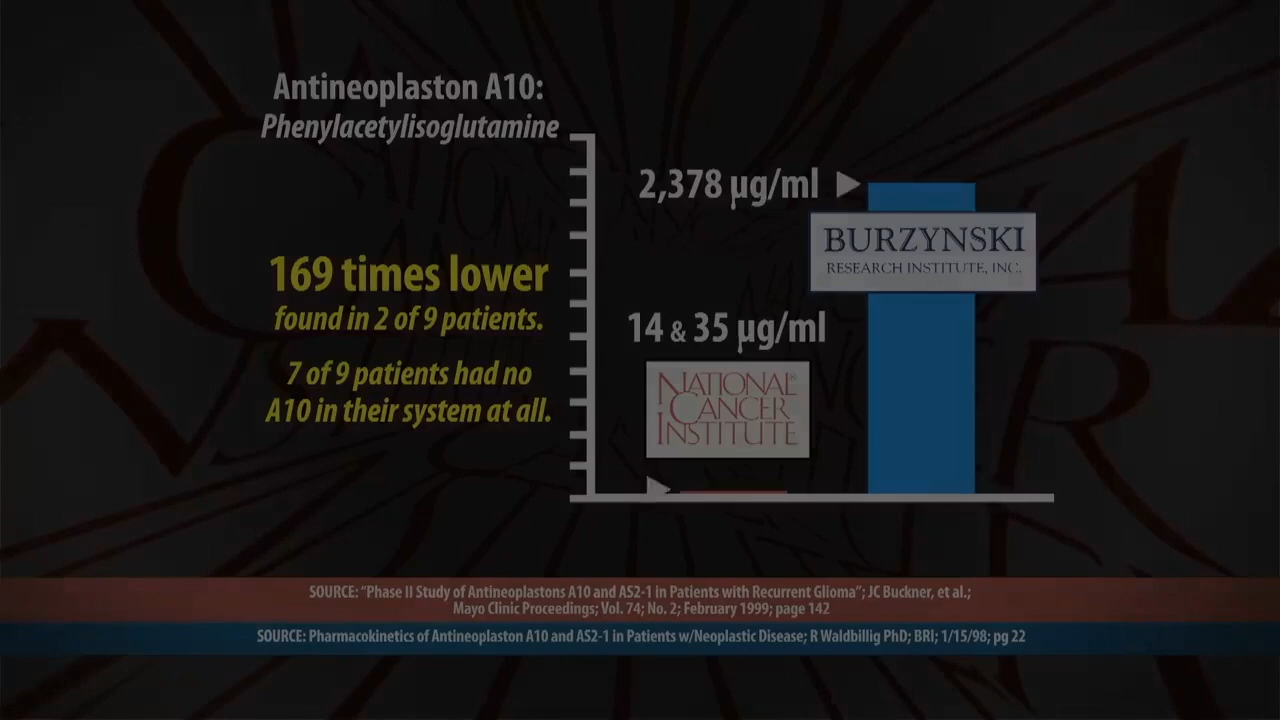 Antineoplaston A10:
Phenylacetylisoglutamine
2,378 µg/ml
BURZYNSKI
RESEARCH INSTITUTE, INC.
169 times lower
found in 2 of 9 patients.
14 & 35 µg/ml
7 of 9 patients had no
A10 in their system at all.
NATIONAL®
CANCER
INSTITUTE
SOURCE: “Phase II Study of Antineoplastons A10 and AS2-1 in Patients with Recurrent Glioma”; JC Buckner, et al.;
Mayo Clinic Proceedings; Vol. 74; No. 2; February 1999; page 142
SOURCE: Pharmacokinetics of Antineoplaston A10 and AS2-1 in Patients w/Neoplastic Disease; R Waldbillig PhD; BRI; 1/15/98; pg 22